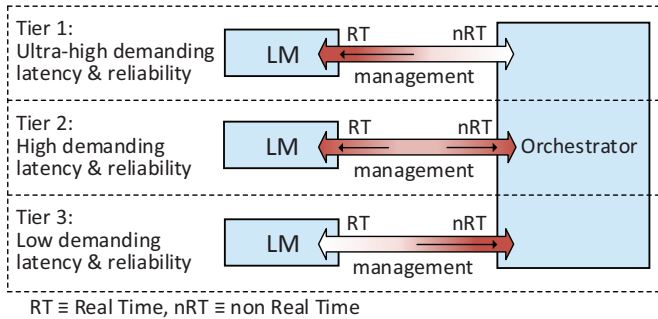 Tier 1:
Ultra-high demanding
latency & reliability
LM
RT
nRT
management
Tier 2:
High demanding
latency & reliability
LM
RT
nRT
management
Orchestrator
Tier 3:
Low demanding
latency & reliability
LM
RT
nRT
management
RT ≡ Real Time, nRT ≡ non Real Time